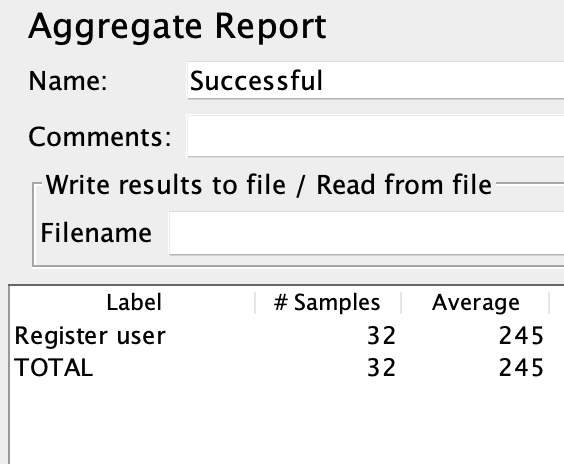 Aggregate Report
Name: Successful
Comments:
Write results to file / Read from file
Filename
Label # Samples Average
Register user 32 245
TOTAL 32 245